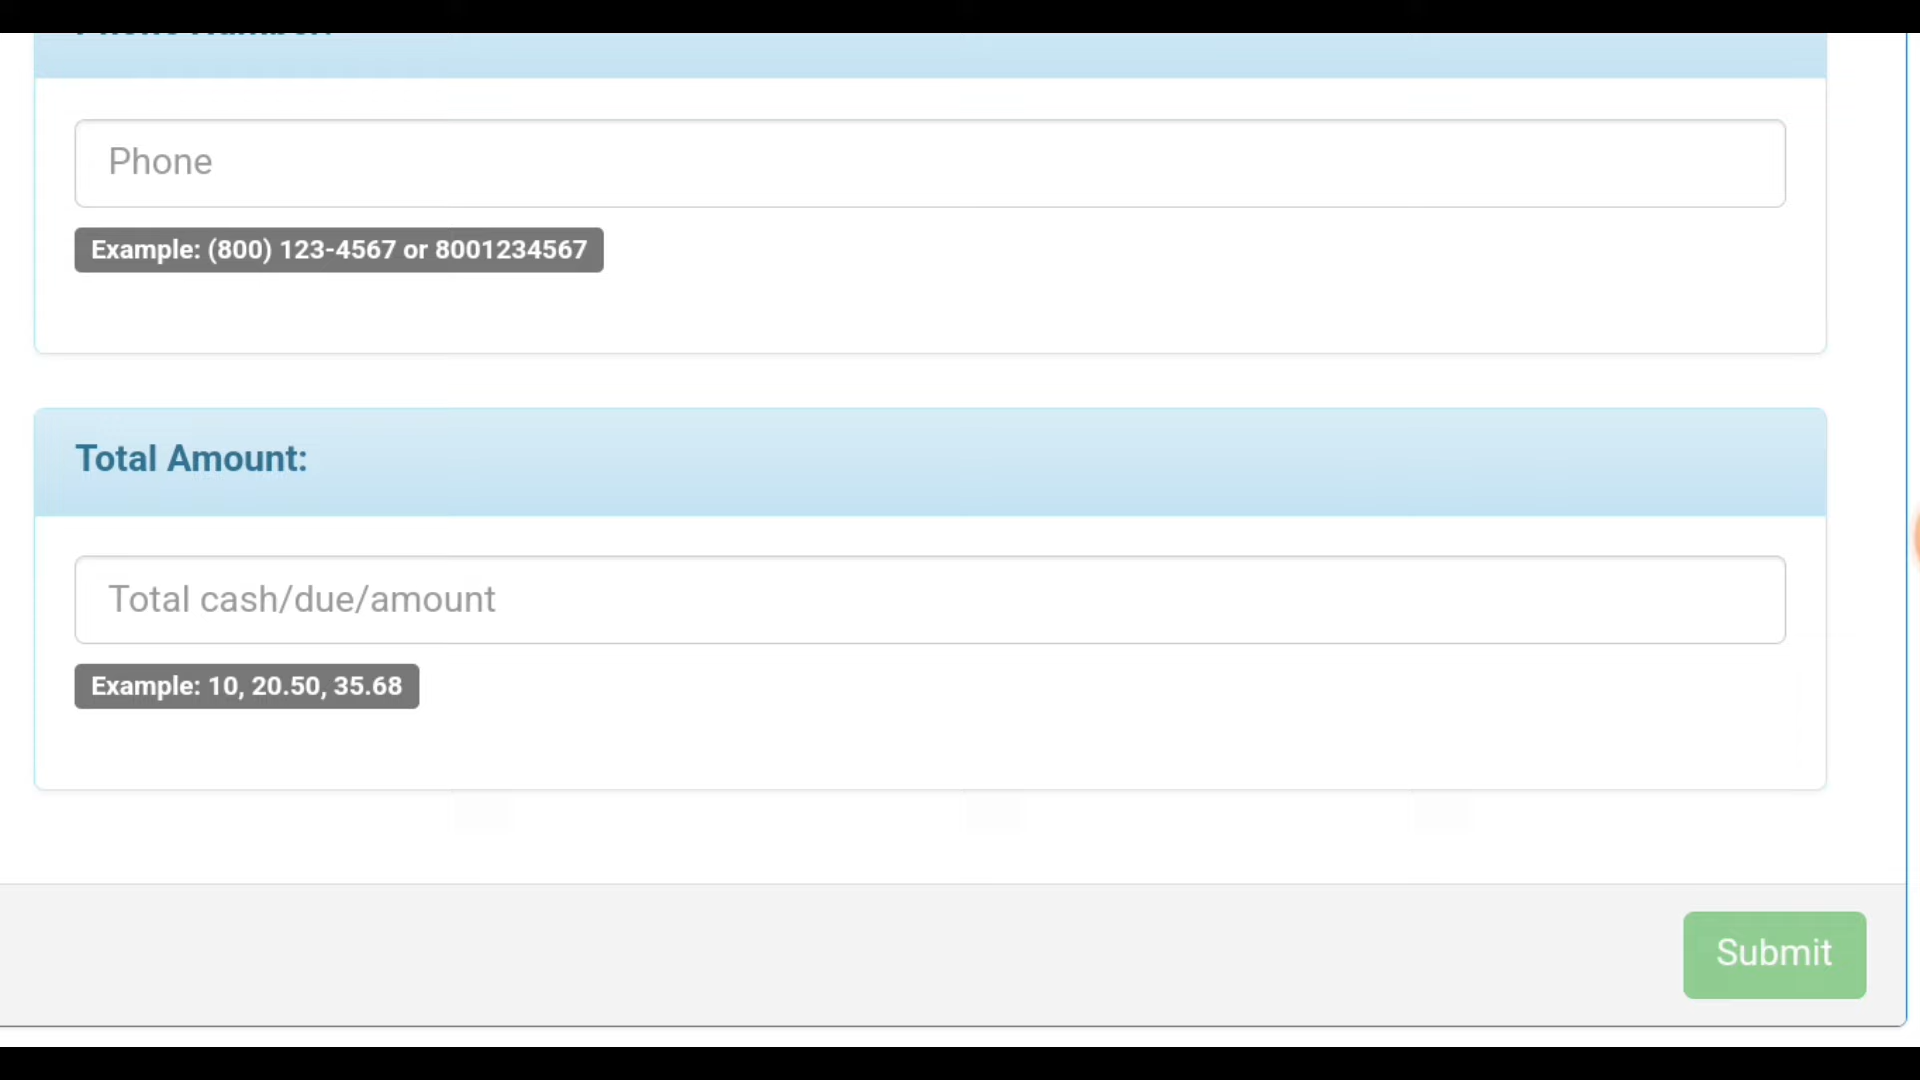 Phone
Example: (800) 123-4567 or 8001234567
Total Amount:
Total cash/due/amount
Example: 10, 20.50, 35.68
Submit